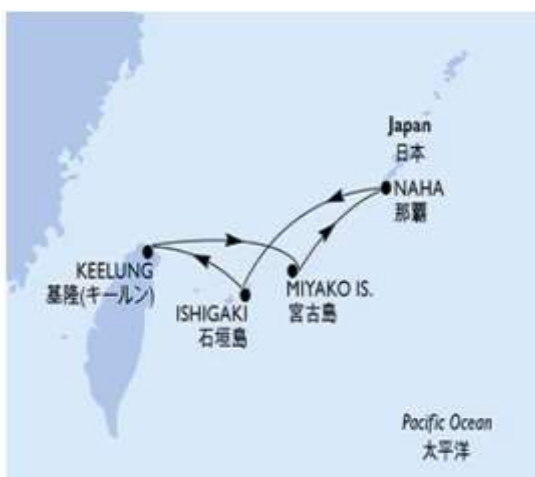 Japan
日本
NAHA
那覇
KEELUNG
基隆(キールン)
MIYAKO IS.
宮古島
ISHIGAKI
石垣島
Pacific Ocean
太平洋